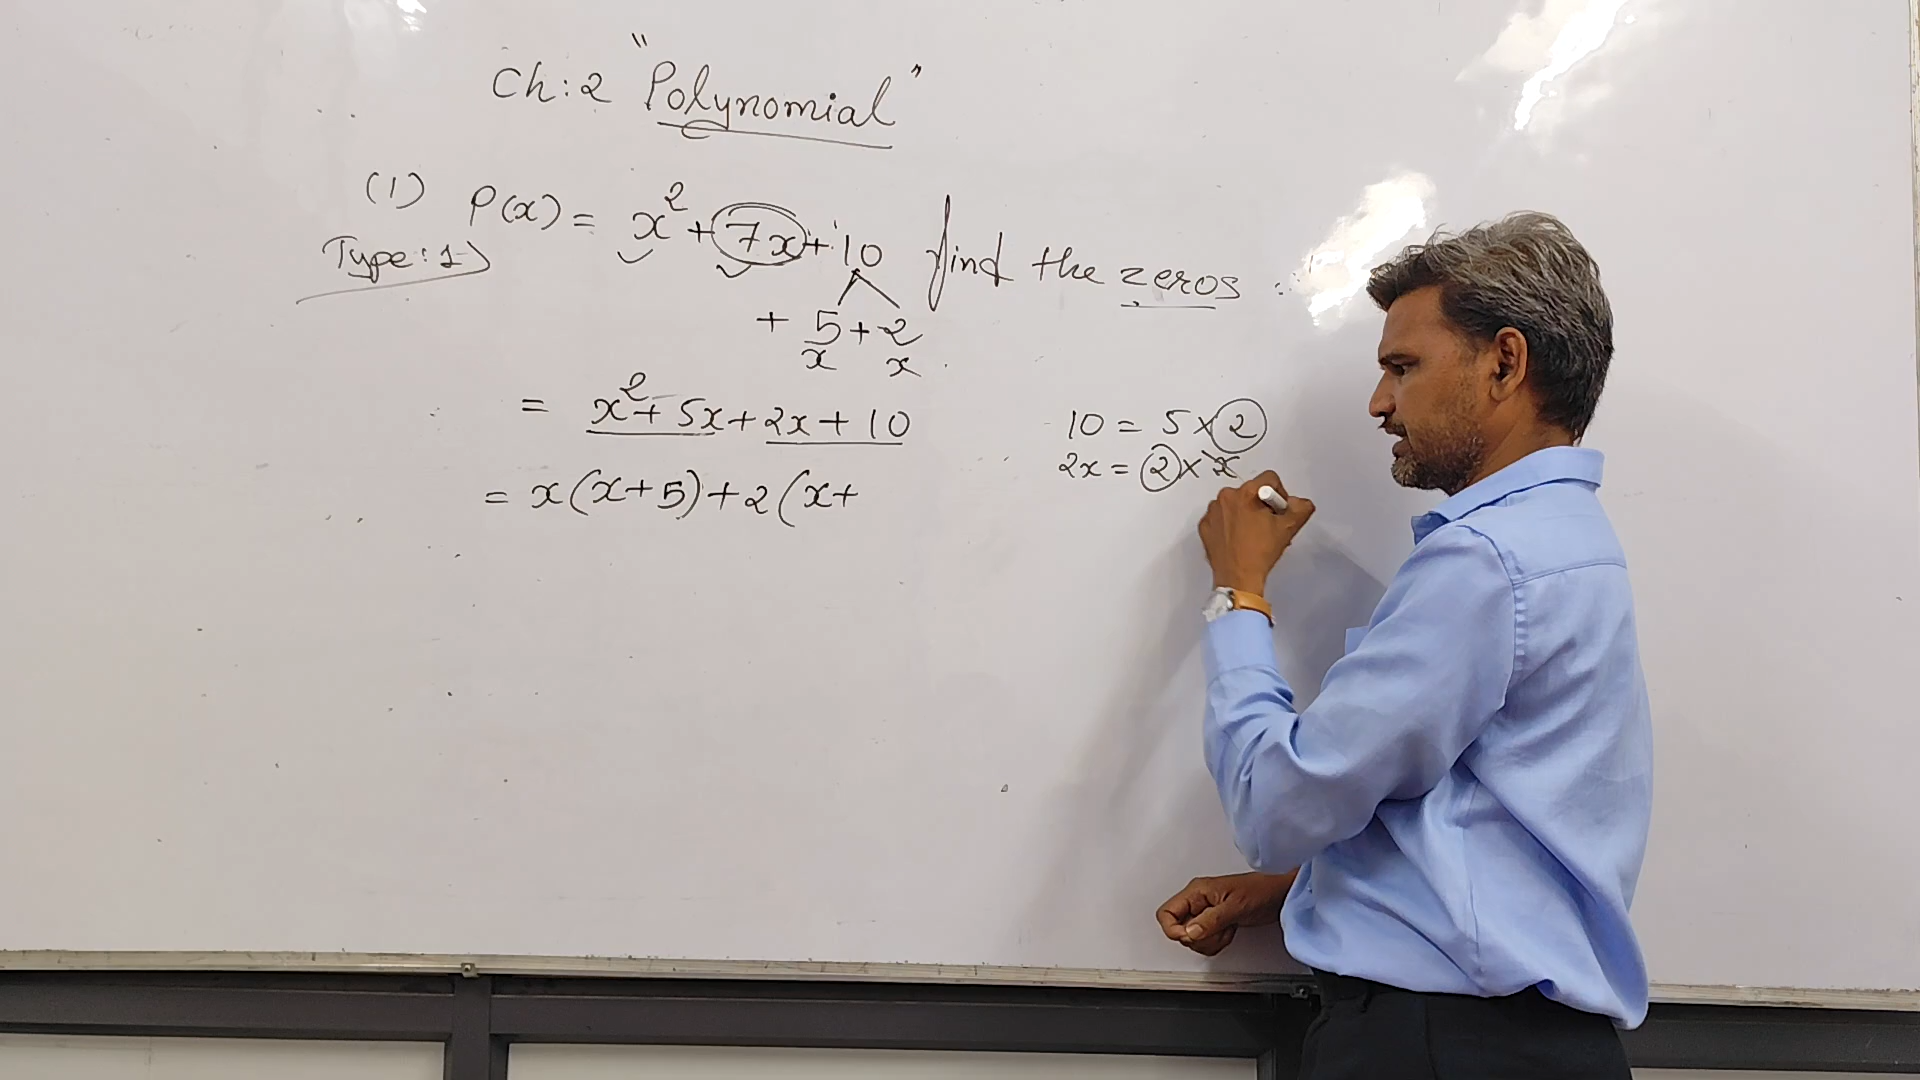 Ch:2 "Polynomial"
(1) P(x) = x² + 7x + 10 find the zeros
Type:1)
+ 5 + 2
x x
= x² + 5x + 2x + 10
= x(x+5)+2(x+
10 = 5 × 2
2x = 2 × x